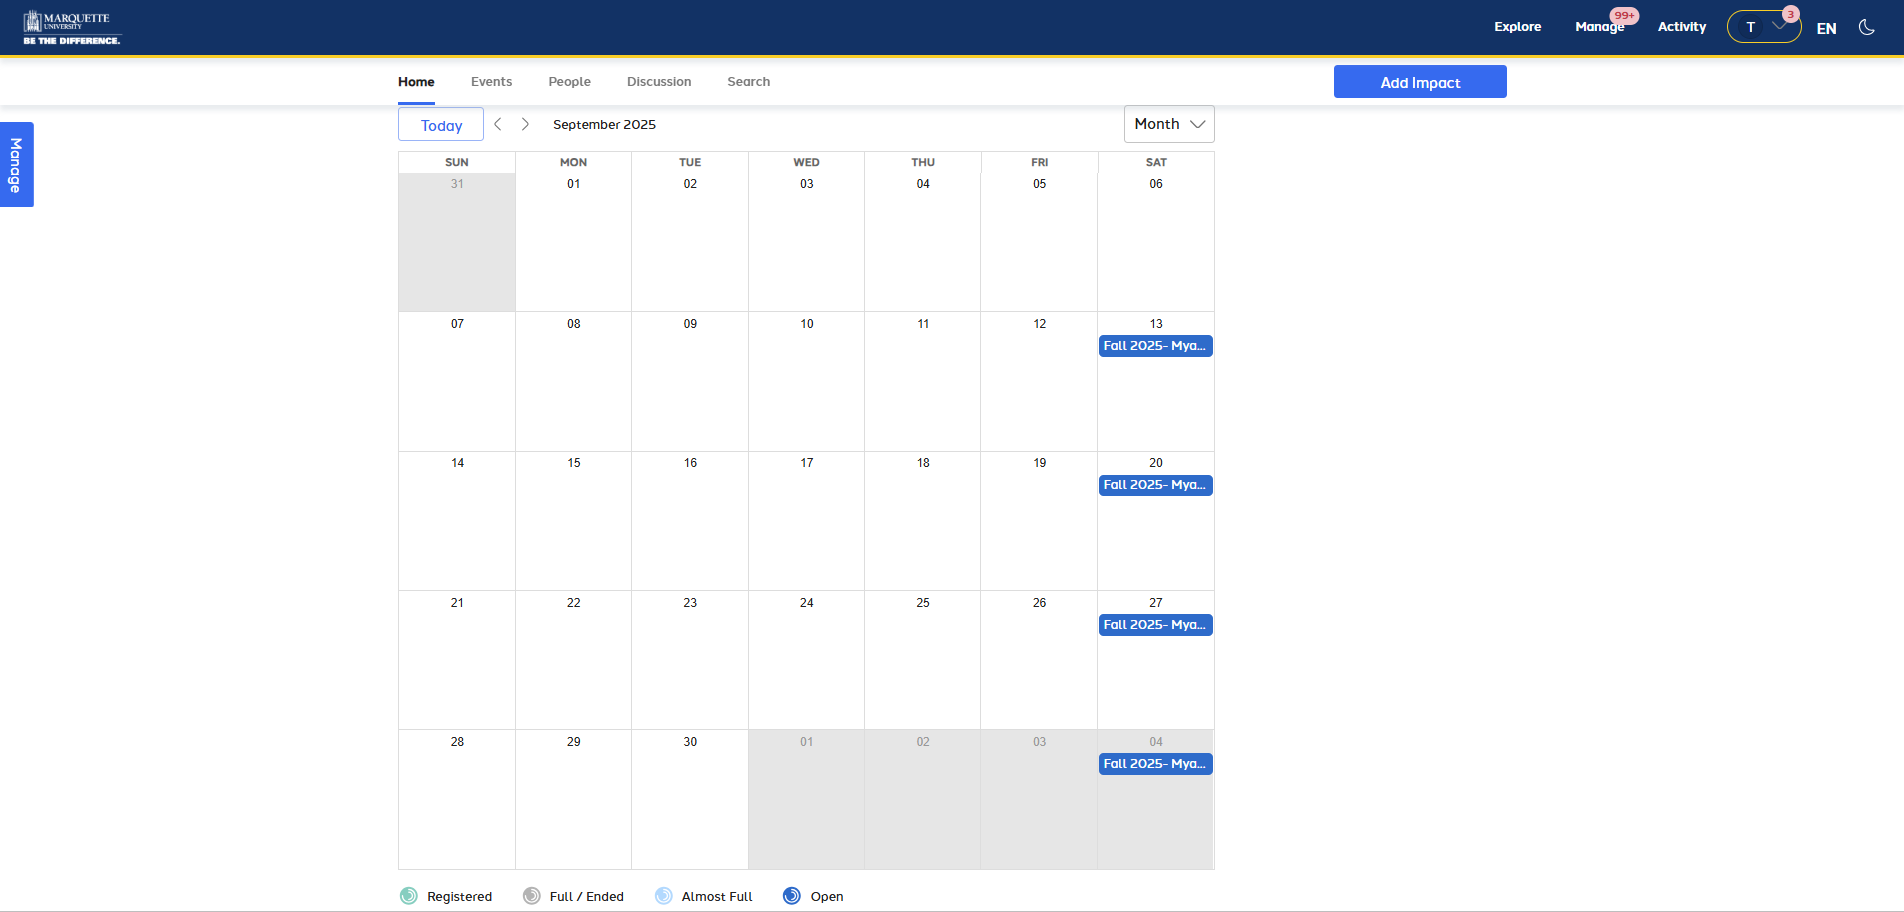 MARQUETTE
UNIVERSITY
BE THE DIFFERENCE.
Explore
Manage
99+
Activity
T
3
EN
Home
Events
People
Discussion
Search
Add Impact
Manage
Today
September 2025
Month
SUN MON TUE WED THU FRI SAT
31 01 02 03 04 05 06
07 08 09 10 11 12 13
Fall 2025- Mya...
14 15 16 17 18 19 20
Fall 2025- Mya...
21 22 23 24 25 26 27
Fall 2025- Mya...
28 29 30 01 02 03 04
Fall 2025- Mya...
Registered
Full / Ended
Almost Full
Open